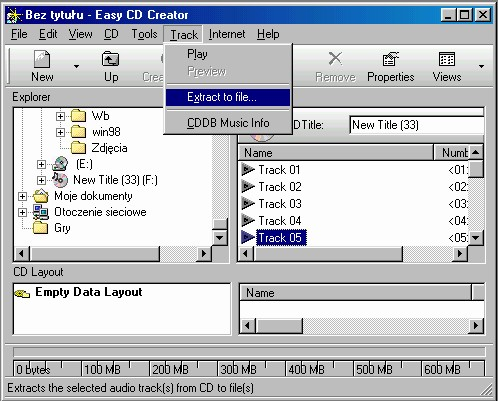 Bez tytułu - Easy CD Creator
File Edit View CD Tools Track Internet Help
Play
Preview
Extract to file...
CDDB Music Info
New Up Crea Remove Properties Views
Explorer
Wb
win98
Zdjęcia
(E:)
New Title (33) (F:)
Moje dokumenty
Otoczenie sieciowe
Gry
DTitle: New Title (33)
Name Numb
Track 01 <01:
Track 02 <02:
Track 03 <03:
Track 04 <04:
Track 05 <05:
CD Layout
Empty Data Layout
Name
0 bytes 100 MB 200 MB 300 MB 400 MB 500 MB 600 MB
Extracts the selected audio track(s) from CD to file(s)